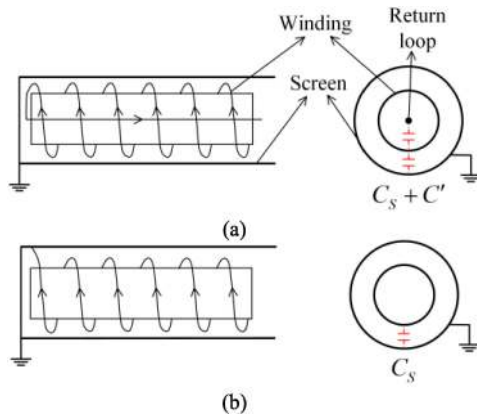 Winding
Return
loop
Screen
C_S + C'
(a)
C_S
(b)